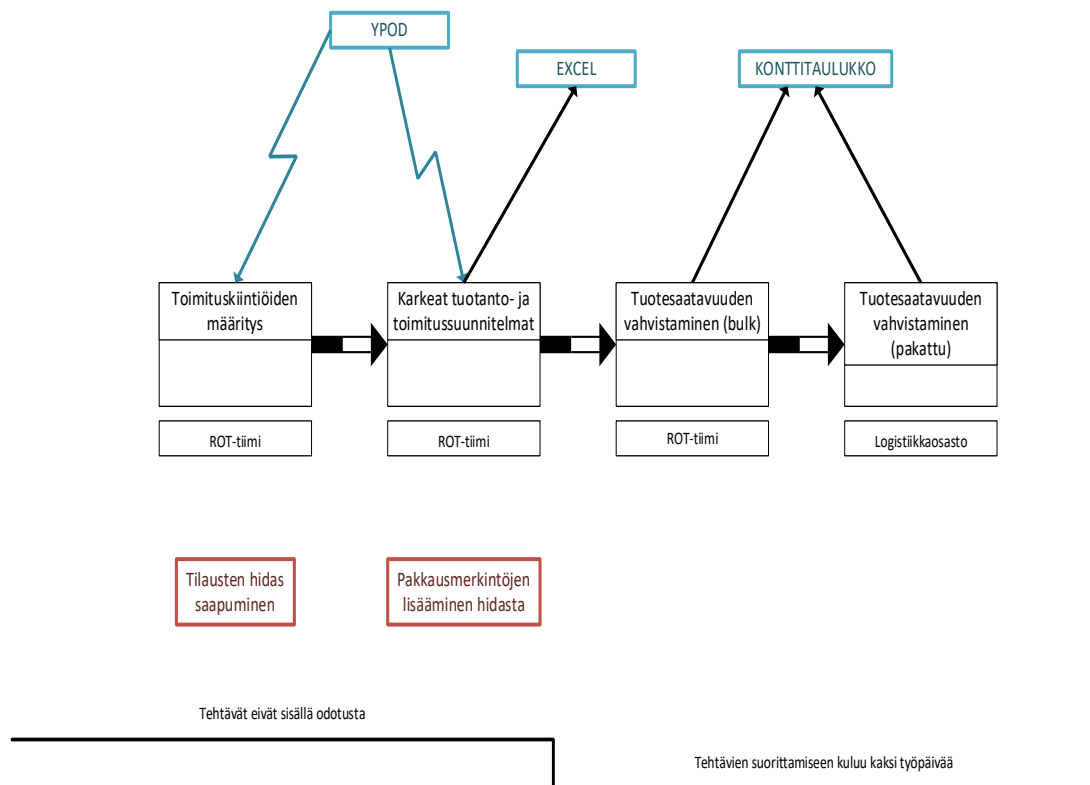 YPOD
EXCEL
KONTTITAULUKKO
Toimituskiintiöiden
määritys
Karkeat tuotanto- ja
toimitussuunnitelmat
Tuotesaatavuuden
vahvistaminen (bulk)
Tuotesaatavuuden
vahvistaminen
(pakattu)
ROT-tiimi
ROT-tiimi
ROT-tiimi
Logistiikkaosasto
Tilausten hidas
saapuminen
Pakkausmerkintöjen
lisääminen hidasta
Tehtävät eivät sisällä odotusta
Tehtävien suorittamiseen kuluu kaksi työpäivää